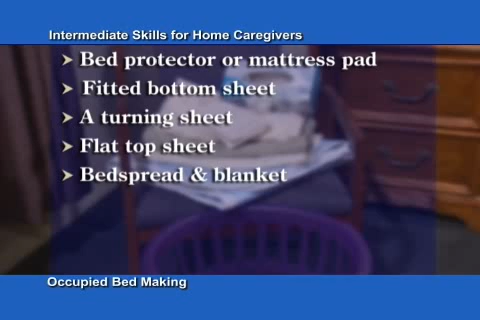 Intermediate Skills for Home Caregivers
Bed protector or mattress pad
Fitted bottom sheet
A turning sheet
Flat top sheet
Bedspread & blanket
Occupied Bed Making